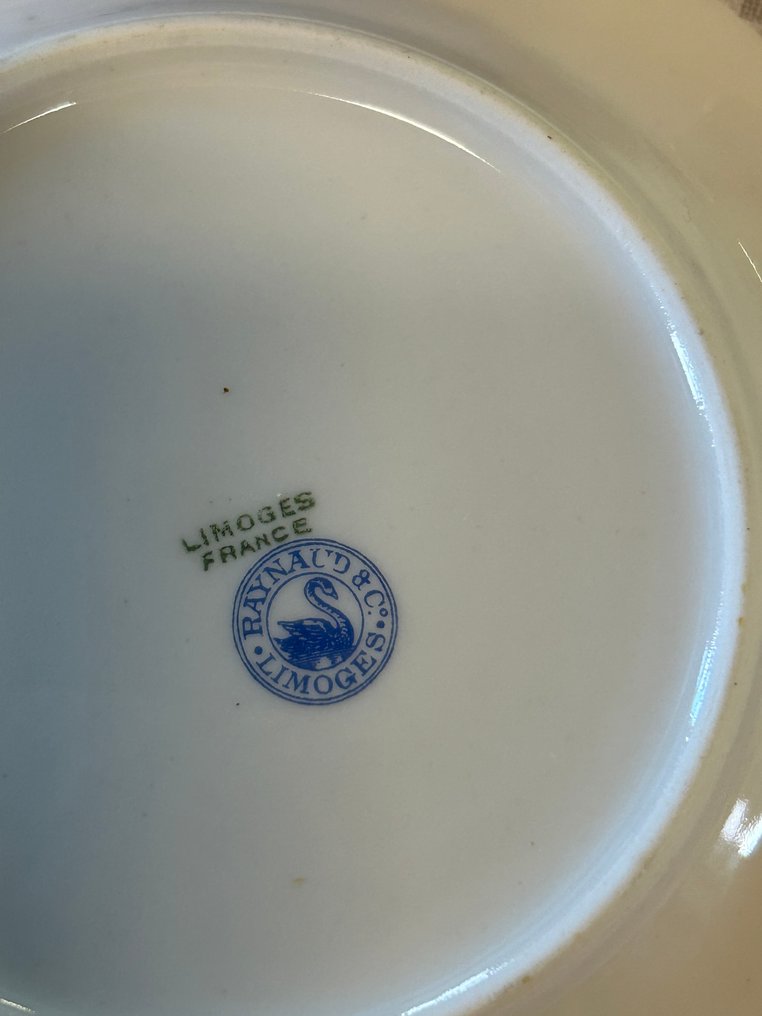 LIMOGES
FRANCE
RAYNAUD & Cº
• LIMOGES •